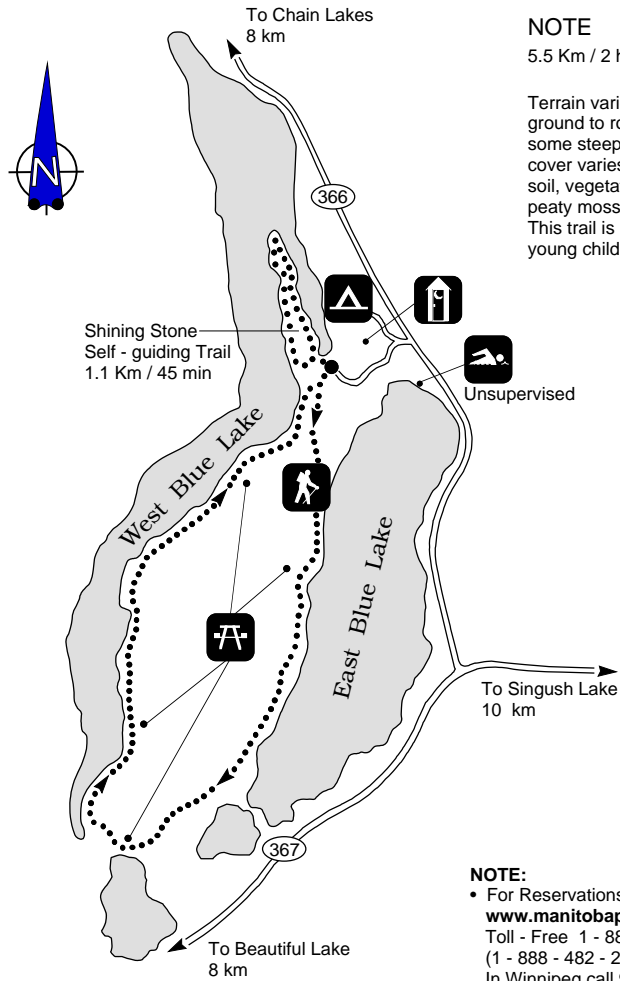 To Chain Lakes
8 km
NOTE
5.5 Km / 2 h
Terrain vari
ground to ro
some steep
cover varies
soil, vegeta
peaty moss
This trail is
young child
N
366
Shining Stone
Self - guiding Trail
1.1 Km / 45 min
Unsupervised
West Blue Lake
East Blue Lake
To Singush Lake
10 km
367
To Beautiful Lake
8 km
NOTE:
• For Reservations
www.manitobap
Toll - Free 1 - 88
(1 - 888 - 482 - 2
In Winnipeg call